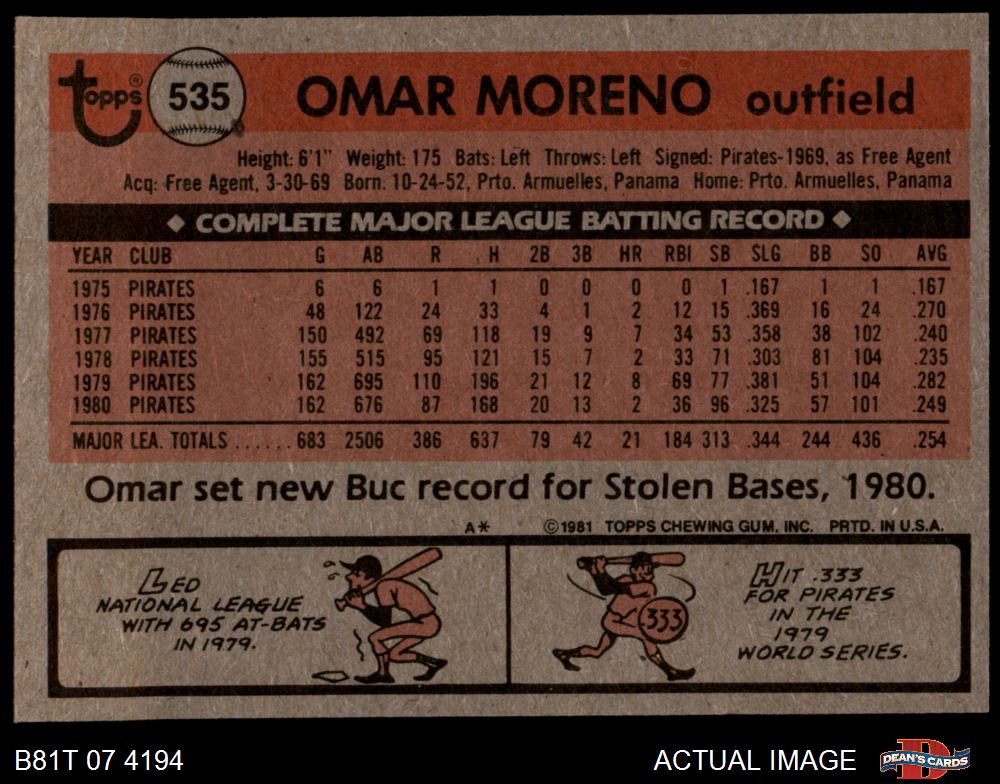 Topps® 535 OMAR MORENO outfield
Height: 6'1" Weight: 175 Bats: Left Throws: Left Signed: Pirates-1969, as Free Agent
Acq: Free Agent, 3-30-69 Born: 10-24-52, Prto. Armuelles, Panama Home: Prto. Armuelles, Panama
◆ COMPLETE MAJOR LEAGUE BATTING RECORD ◆
YEAR CLUB G AB R H 2B 3B HR RBI SB SLG BB SO AVG
1975 PIRATES 6 6 1 1 0 0 0 0 1 .167 1 1 .167
1976 PIRATES 48 122 24 33 4 1 2 12 15 .369 16 24 .270
1977 PIRATES 150 492 69 118 19 9 7 34 53 .358 38 102 .240
1978 PIRATES 155 515 95 121 15 7 2 33 71 .303 81 104 .235
1979 PIRATES 162 695 110 196 21 12 8 69 77 .381 51 104 .282
1980 PIRATES 162 676 87 168 20 13 2 36 96 .325 57 101 .249
MAJOR LEA. TOTALS ......683 2506 386 637 79 42 21 184 313 .344 244 436 .254
Omar set new Buc record for Stolen Bases, 1980.
A* ©1981 TOPPS CHEWING GUM, INC. PRTD. IN U.S.A.
LED
NATIONAL LEAGUE
WITH 695 AT-BATS
IN 1979.
333
HIT .333
FOR PIRATES
IN THE
1979
WORLD SERIES.
B81T 07 4194 ACTUAL IMAGE D DEAN'S CARDS